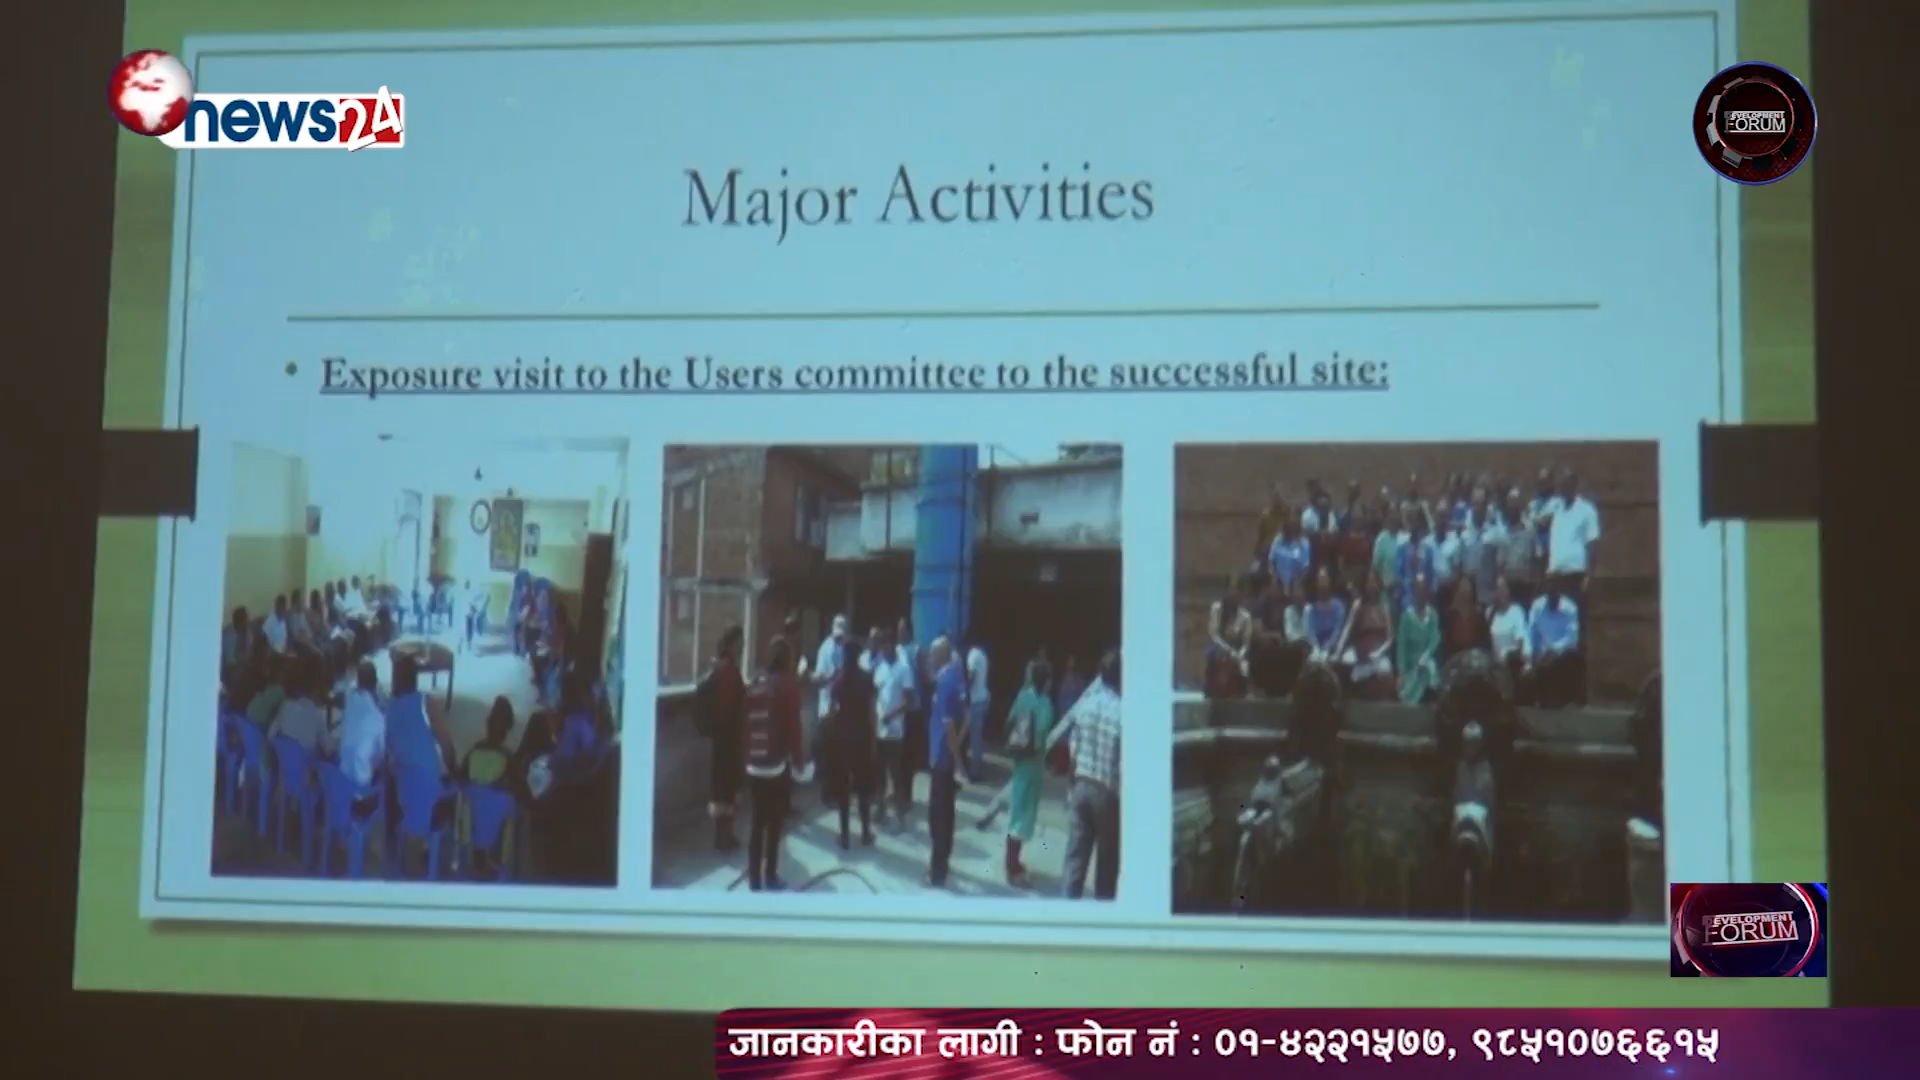 news24
DEVELOPMENT
FORUM
Major Activities
• Exposure visit to the Users committee to the successful site:
DEVELOPMENT
FORUM
जानकारीका लागी : फोन नं : ०१-४२२१५७७, ९८५१०७६६१५